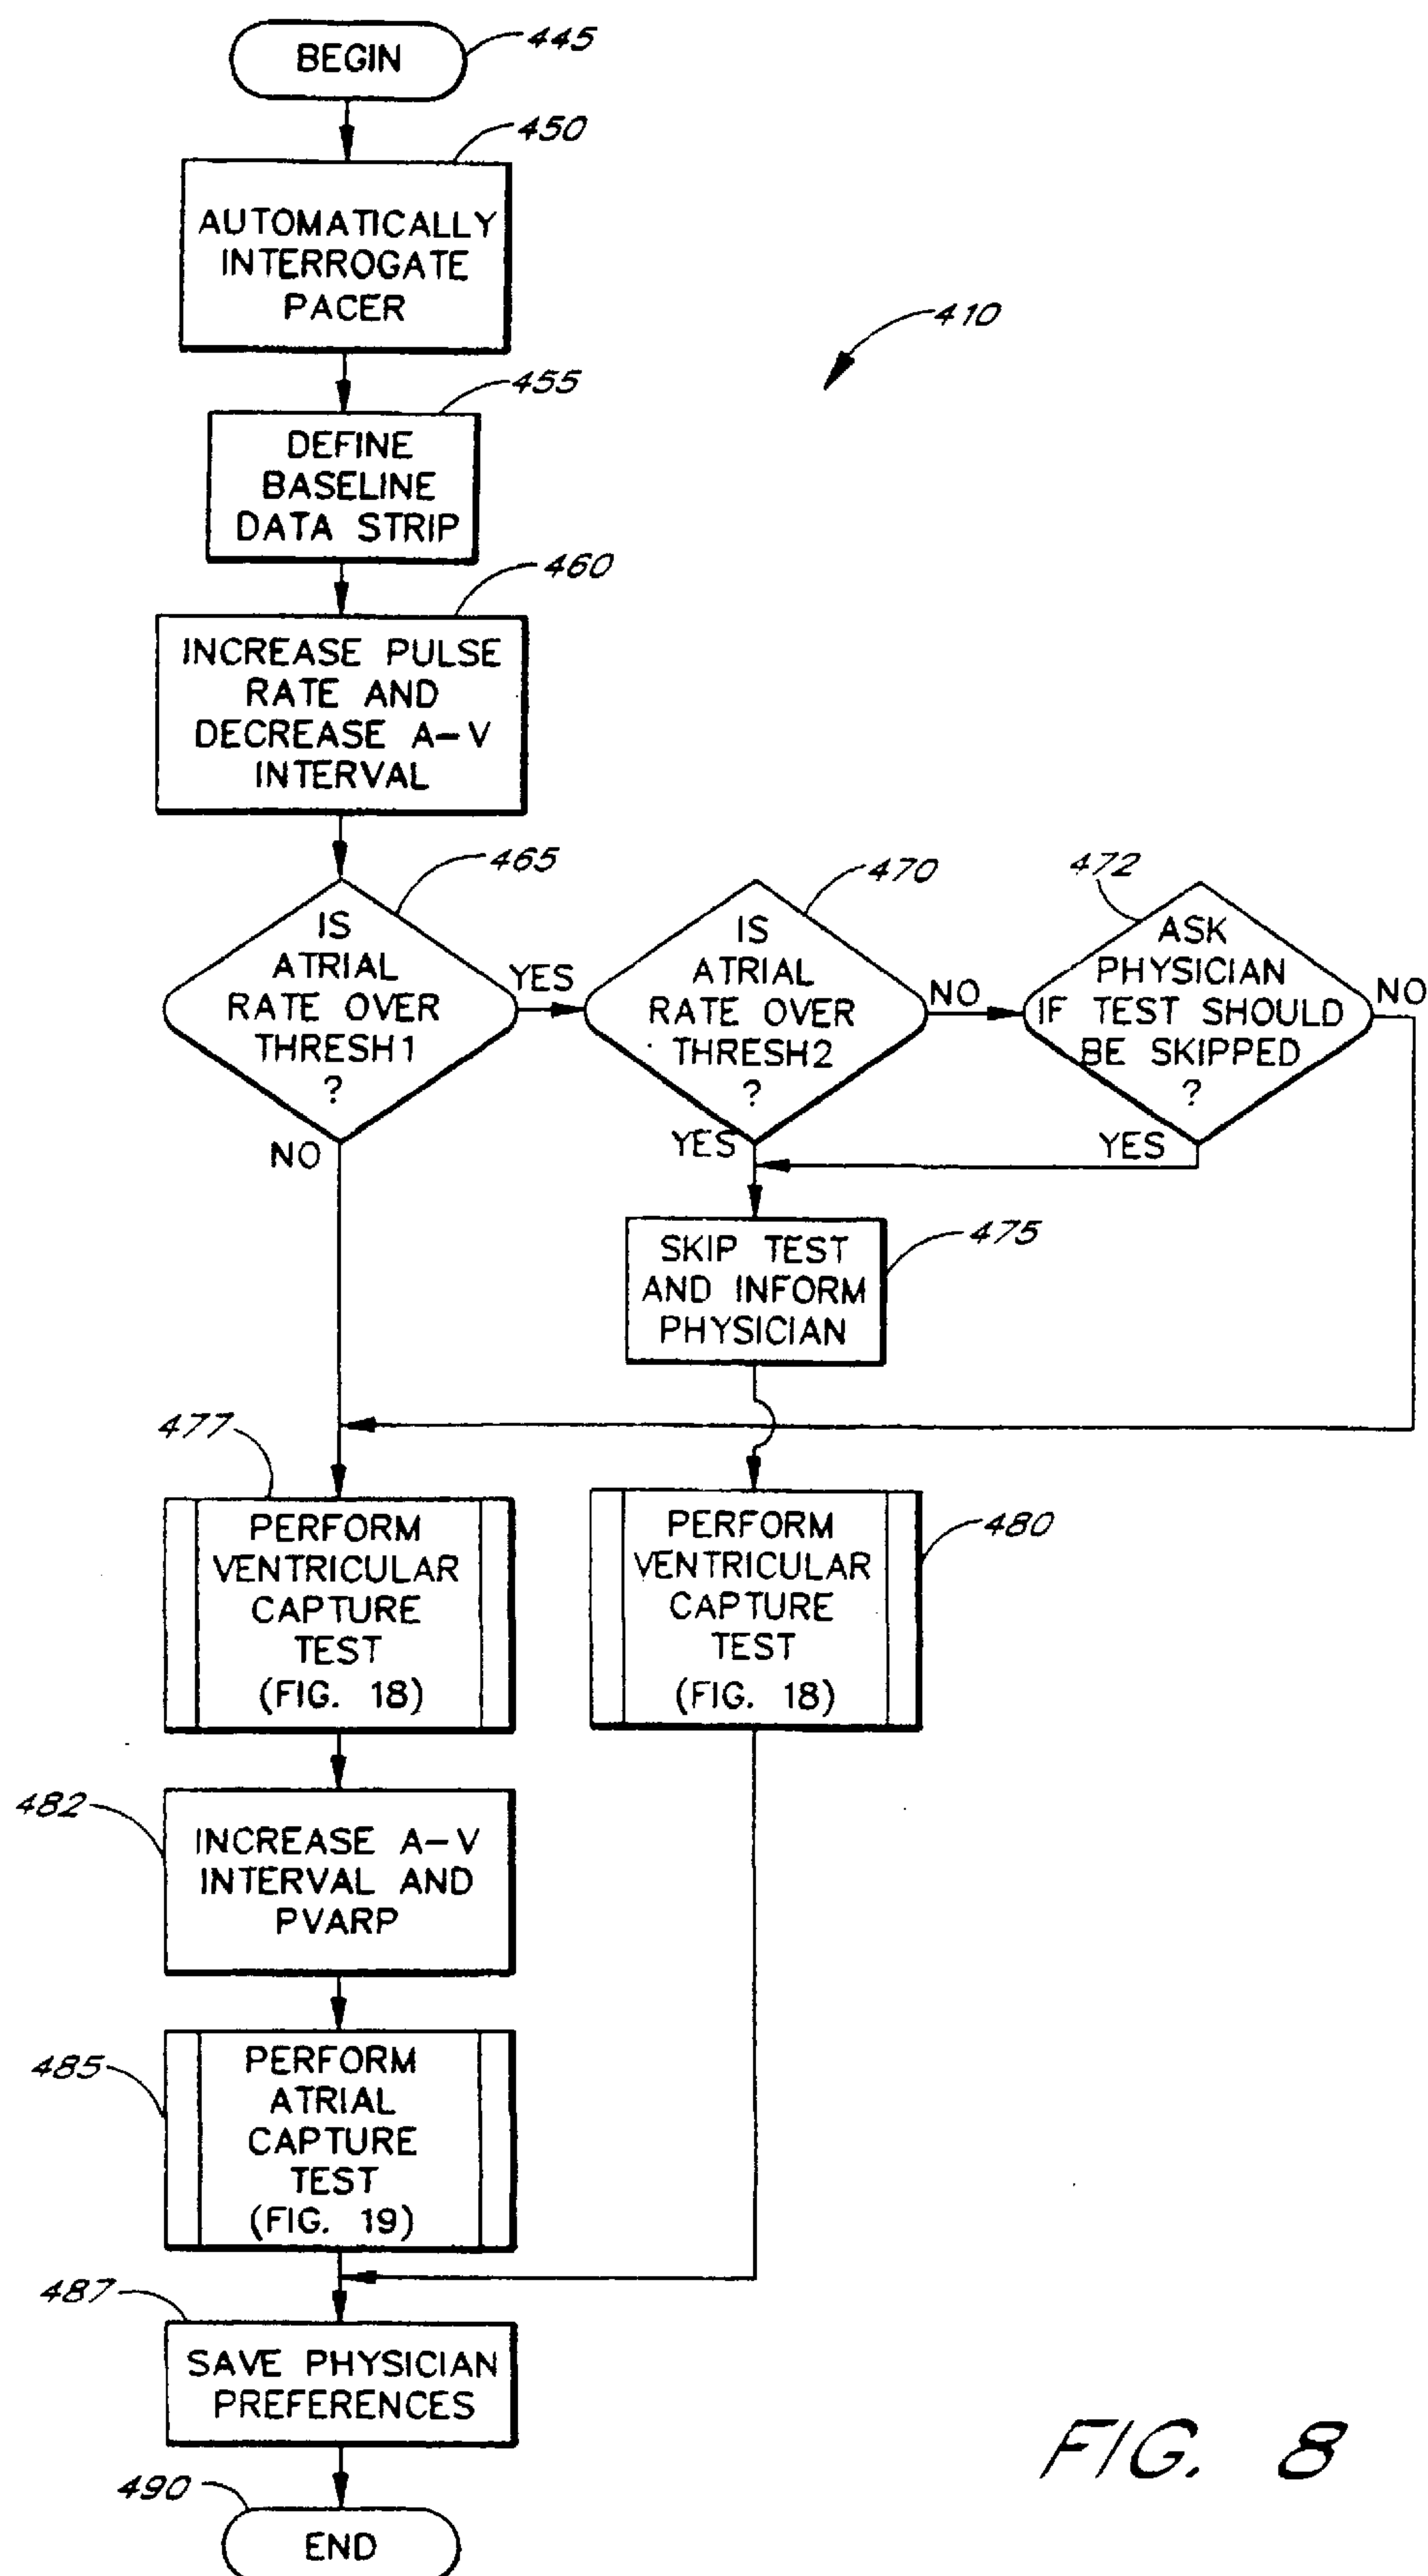 BEGIN
445
450
AUTOMATICALLY
INTERROGATE
PACER
410
455
DEFINE
BASELINE
DATA STRIP
460
INCREASE PULSE
RATE AND
DECREASE A-V
INTERVAL
465
IS
ATRIAL
RATE OVER
THRESH1
?
YES
NO
470
IS
ATRIAL
RATE OVER
THRESH2
?
NO
YES
472
ASK
PHYSICIAN
IF TEST SHOULD
BE SKIPPED
?
NO
YES
475
SKIP TEST
AND INFORM
PHYSICIAN
477
PERFORM
VENTRICULAR
CAPTURE
TEST
(FIG. 18)
480
PERFORM
VENTRICULAR
CAPTURE
TEST
(FIG. 18)
482
INCREASE A-V
INTERVAL AND
PVARP
485
PERFORM
ATRIAL
CAPTURE
TEST
(FIG. 19)
487
SAVE PHYSICIAN
PREFERENCES
490
END
FIG. 8